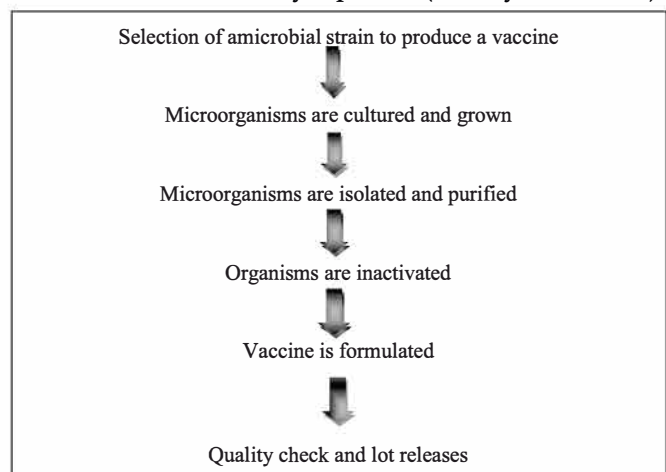 Selection of amicrobial strain to produce a vaccine
Microorganisms are cultured and grown
Microorganisms are isolated and purified
Organisms are inactivated
Vaccine is formulated
Quality check and lot releases